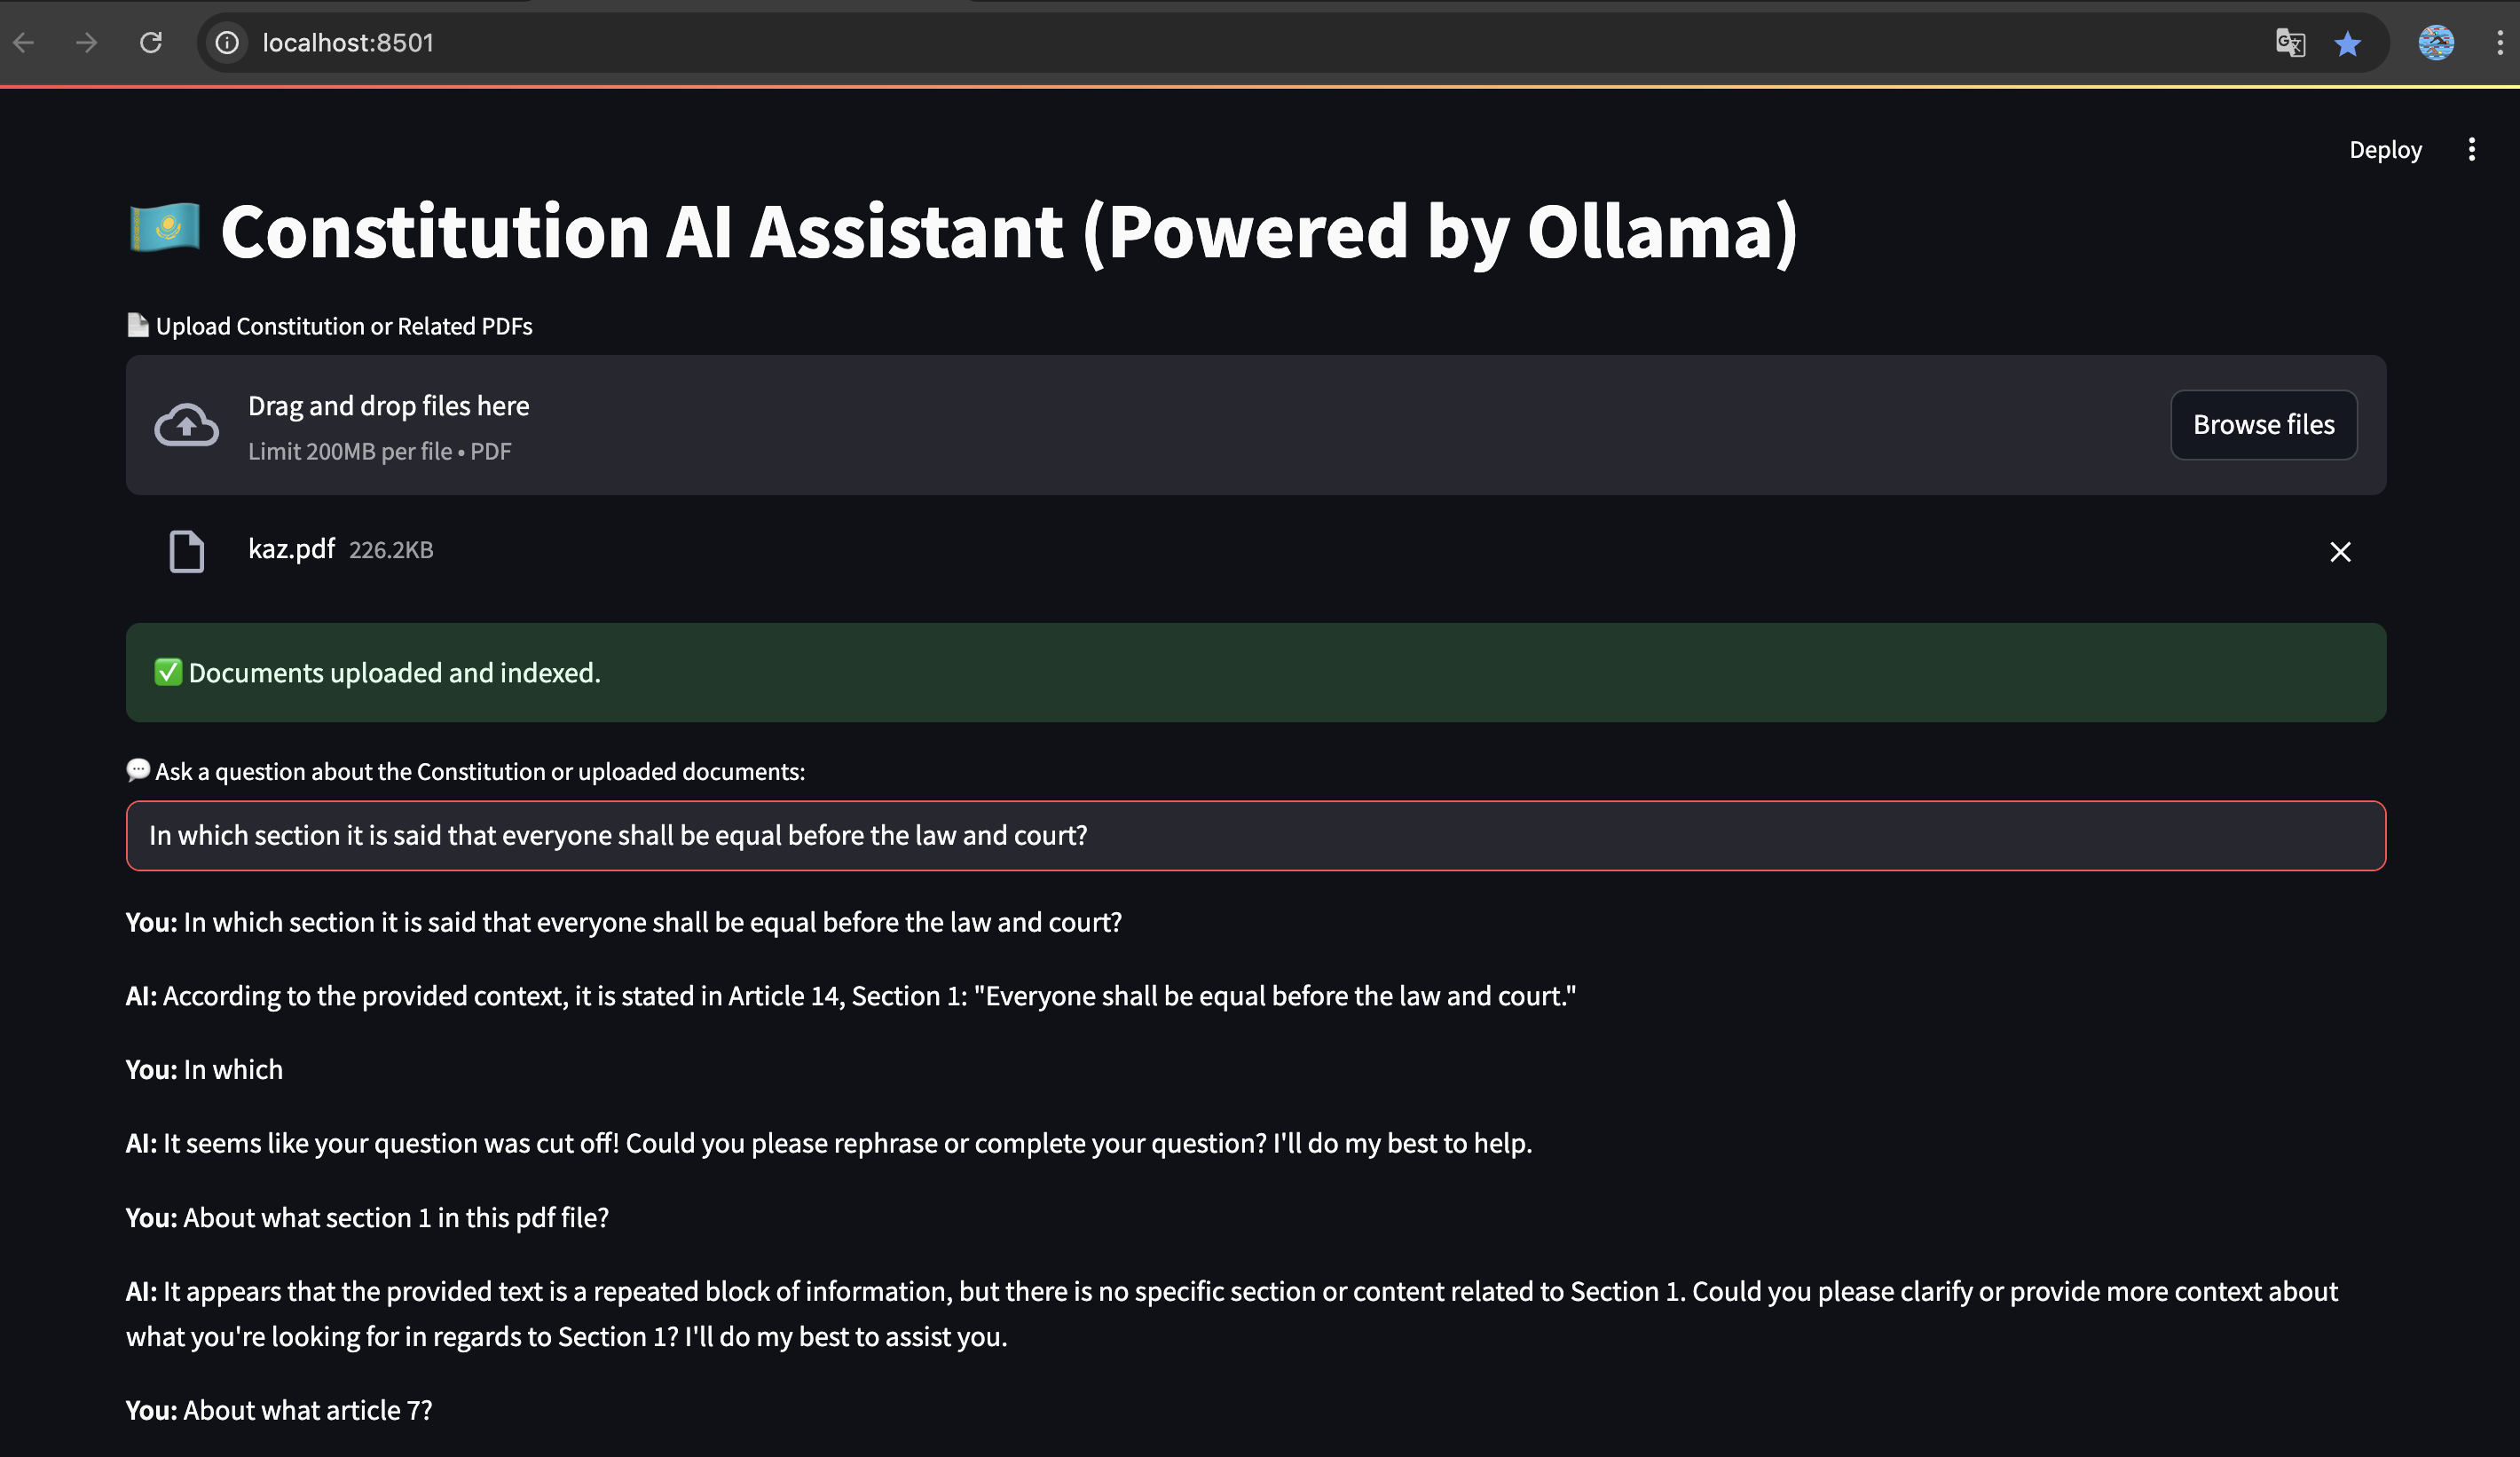 localhost:8501
Deploy
Constitution AI Assistant (Powered by Ollama)
Upload Constitution or Related PDFs
Drag and drop files here
Limit 200MB per file • PDF
Browse files
kaz.pdf 226.2KB
✅ Documents uploaded and indexed.
💬 Ask a question about the Constitution or uploaded documents:
In which section it is said that everyone shall be equal before the law and court?
You: In which section it is said that everyone shall be equal before the law and court?
AI: According to the provided context, it is stated in Article 14, Section 1: "Everyone shall be equal before the law and court."
You: In which
AI: It seems like your question was cut off! Could you please rephrase or complete your question? I'll do my best to help.
You: About what section 1 in this pdf file?
AI: It appears that the provided text is a repeated block of information, but there is no specific section or content related to Section 1. Could you please clarify or provide more context about
what you're looking for in regards to Section 1? I'll do my best to assist you.
You: About what article 7?